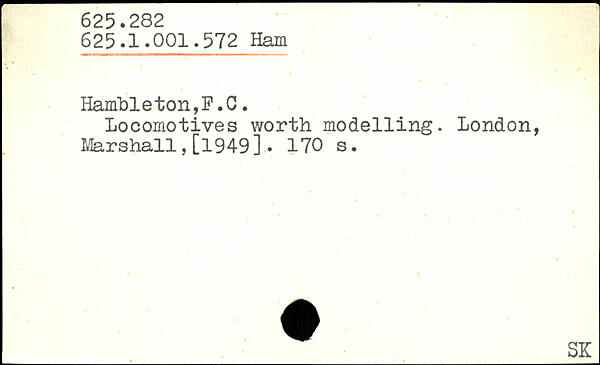 625.282
625.1.001.572 Ham
Hambleton,F.C.
Locomotives worth modelling. London,
Marshall,[1949]. 170 s.
SK